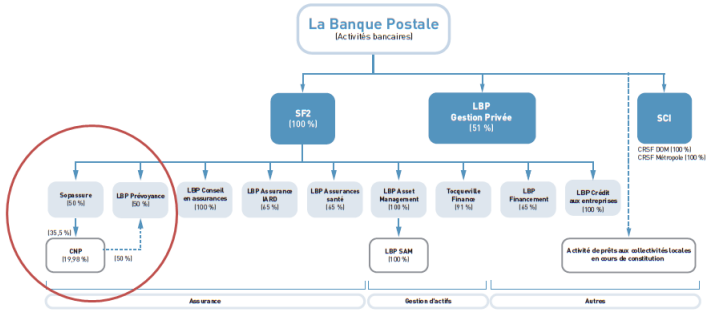 La Banque Postale
(Activités bancaires)
SF2
(100 %)
LBP
Gestion Privée
(51 %)
SCI
CRSF DOM (100 %)
CRSF Métropole (100 %)
Sopassure
(50 %)
LBP Prévoyance
(50 %)
LBP Conseil
en assurances
(100 %)
LBP Assurance
IARD
(65 %)
LBP Assurances
santé
(65 %)
LBP Asset
Management
(100 %)
Tocqueville
Finance
(91 %)
LBP
Financement
(65 %)
LBP Crédit
aux entreprises
(100 %)
(35,5 %)
CNP
(19,98 %)
(50 %)
LBP SAM
(100 %)
Activité de prêts aux collectivités locales
en cours de constitution
Assurance
Gestion d'actifs
Autres